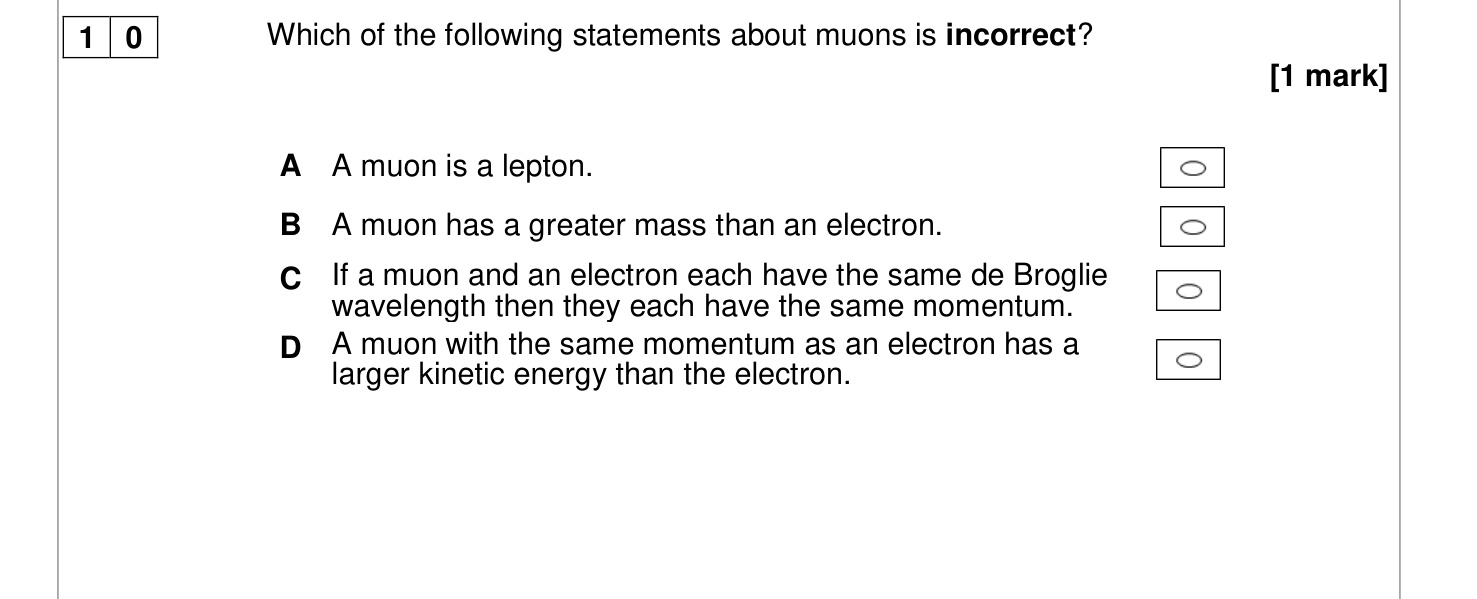 1 0 Which of the following statements about muons is incorrect?
[1 mark]
A A muon is a lepton.
B A muon has a greater mass than an electron.
C If a muon and an electron each have the same de Broglie
wavelength then they each have the same momentum.
D A muon with the same momentum as an electron has a
larger kinetic energy than the electron.